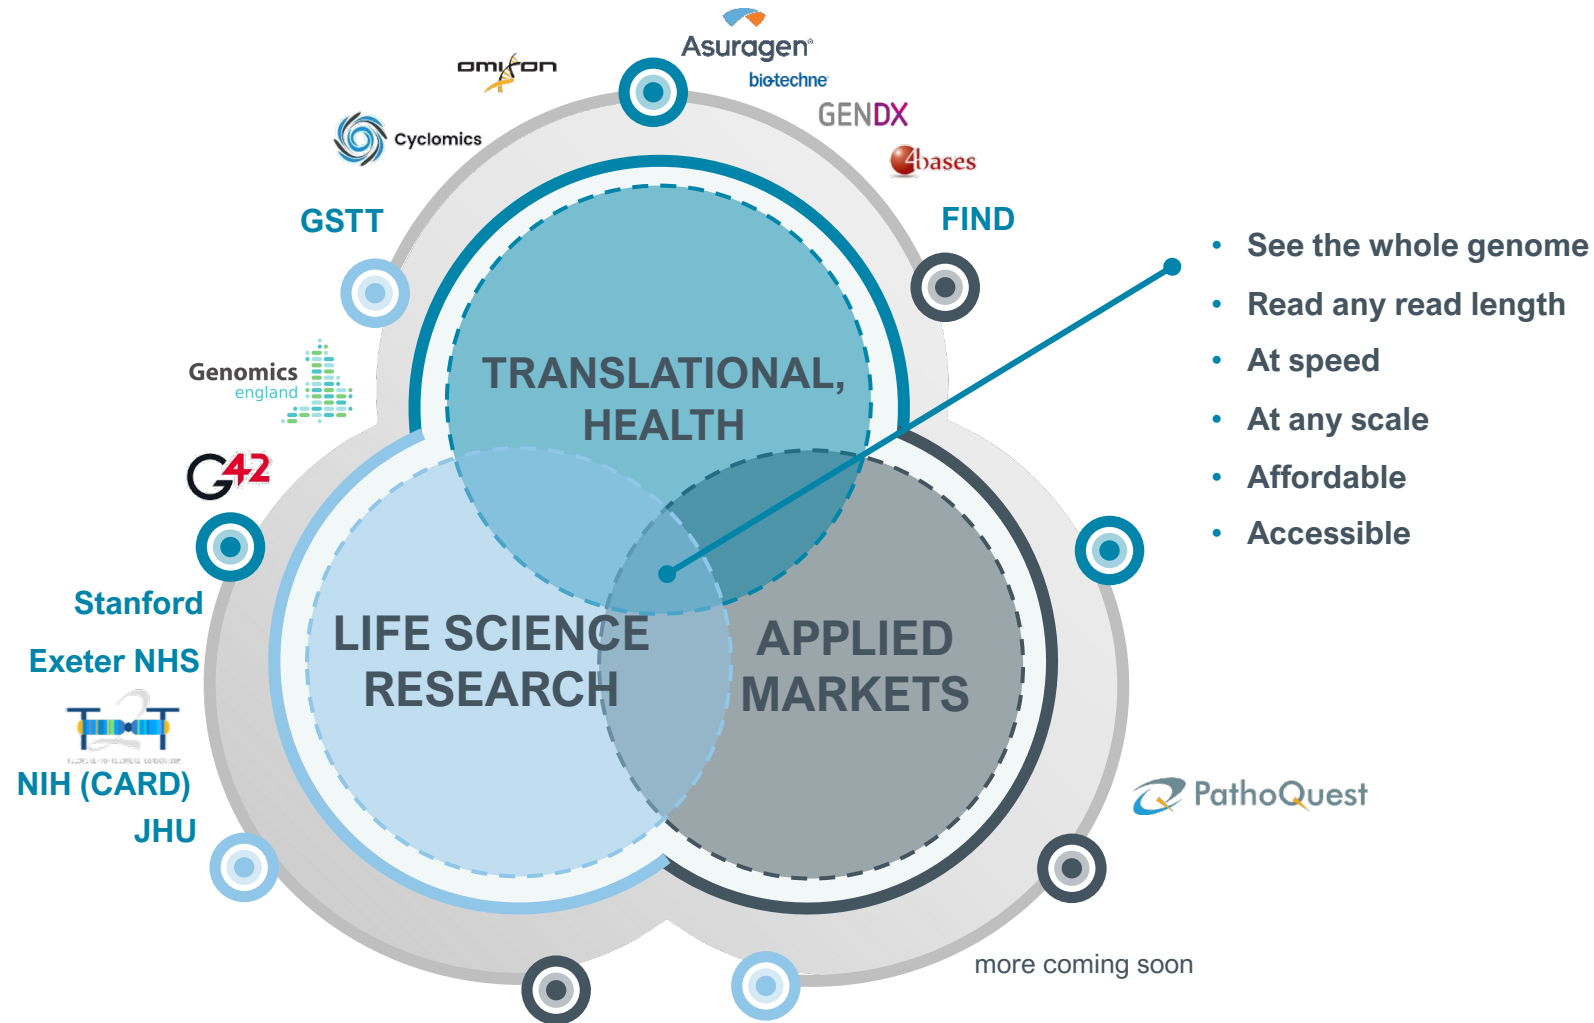 Asuragen®
biotechne®
omixon
GENDX
Cyclomics
4bases
GSTT
FIND
• See the whole genome
• Read any read length
• At speed
• At any scale
• Affordable
• Accessible
Genomics
england
TRANSLATIONAL,
HEALTH
G42
Stanford
Exeter NHS
NIH (CARD)
JHU
LIFE SCIENCE
RESEARCH
APPLIED
MARKETS
PathoQuest
more coming soon